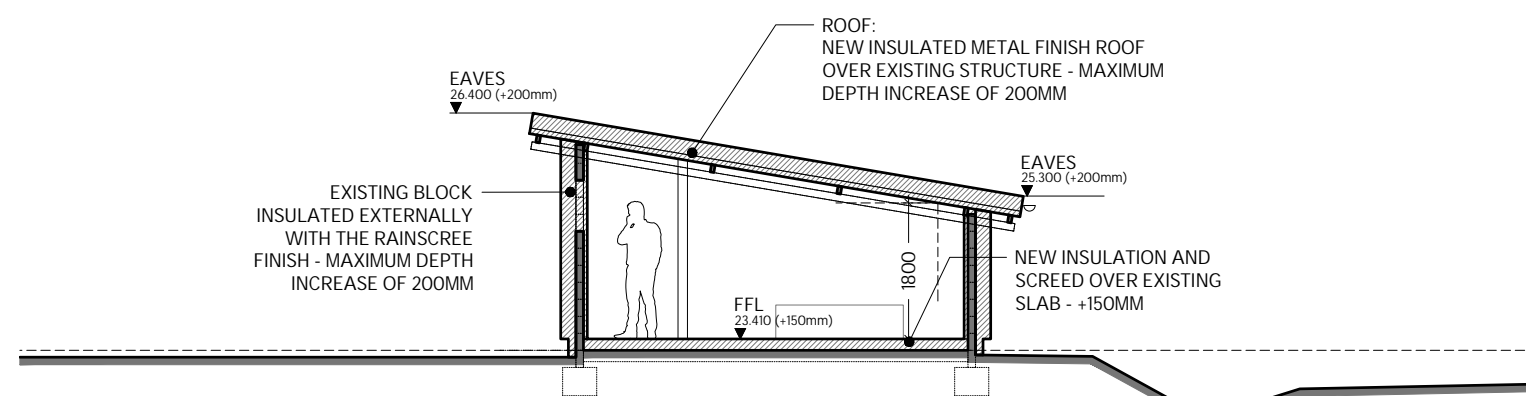 ROOF:
NEW INSULATED METAL FINISH ROOF
OVER EXISTING STRUCTURE - MAXIMUM
DEPTH INCREASE OF 200MM
EAVES
26.400 (+200mm)
EAVES
25.300 (+200mm)
EXISTING BLOCK
INSULATED EXTERNALLY
WITH THE RAINSCREE
FINISH - MAXIMUM DEPTH
INCREASE OF 200MM
1800
NEW INSULATION AND
SCREED OVER EXISTING
SLAB - +150MM
FFL
23.410 (+150mm)